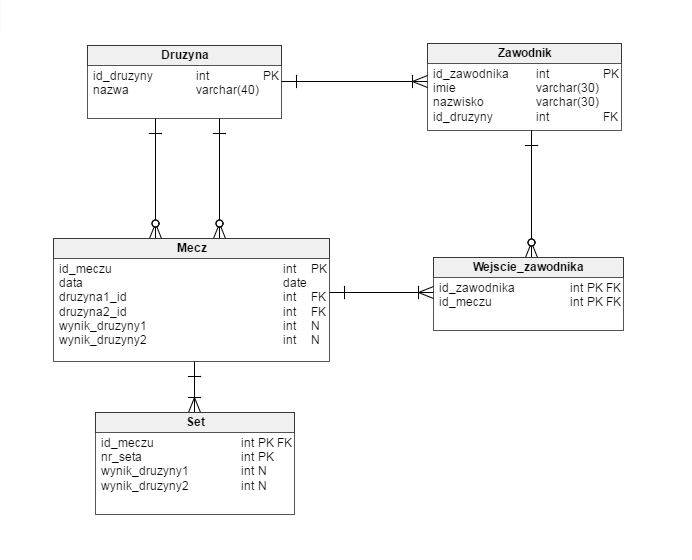 Druzyna
id_druzyny int PK
nazwa varchar(40)
Zawodnik
id_zawodnika int PK
imie varchar(30)
nazwisko varchar(30)
id_druzyny int FK
Mecz
id_meczu int PK
data date
druzyna1_id int FK
druzyna2_id int FK
wynik_druzyny1 int N
wynik_druzyny2 int N
Wejscie_zawodnika
id_zawodnika int PK FK
id_meczu int PK FK
Set
id_meczu int PK FK
nr_seta int PK
wynik_druzyny1 int N
wynik_druzyny2 int N